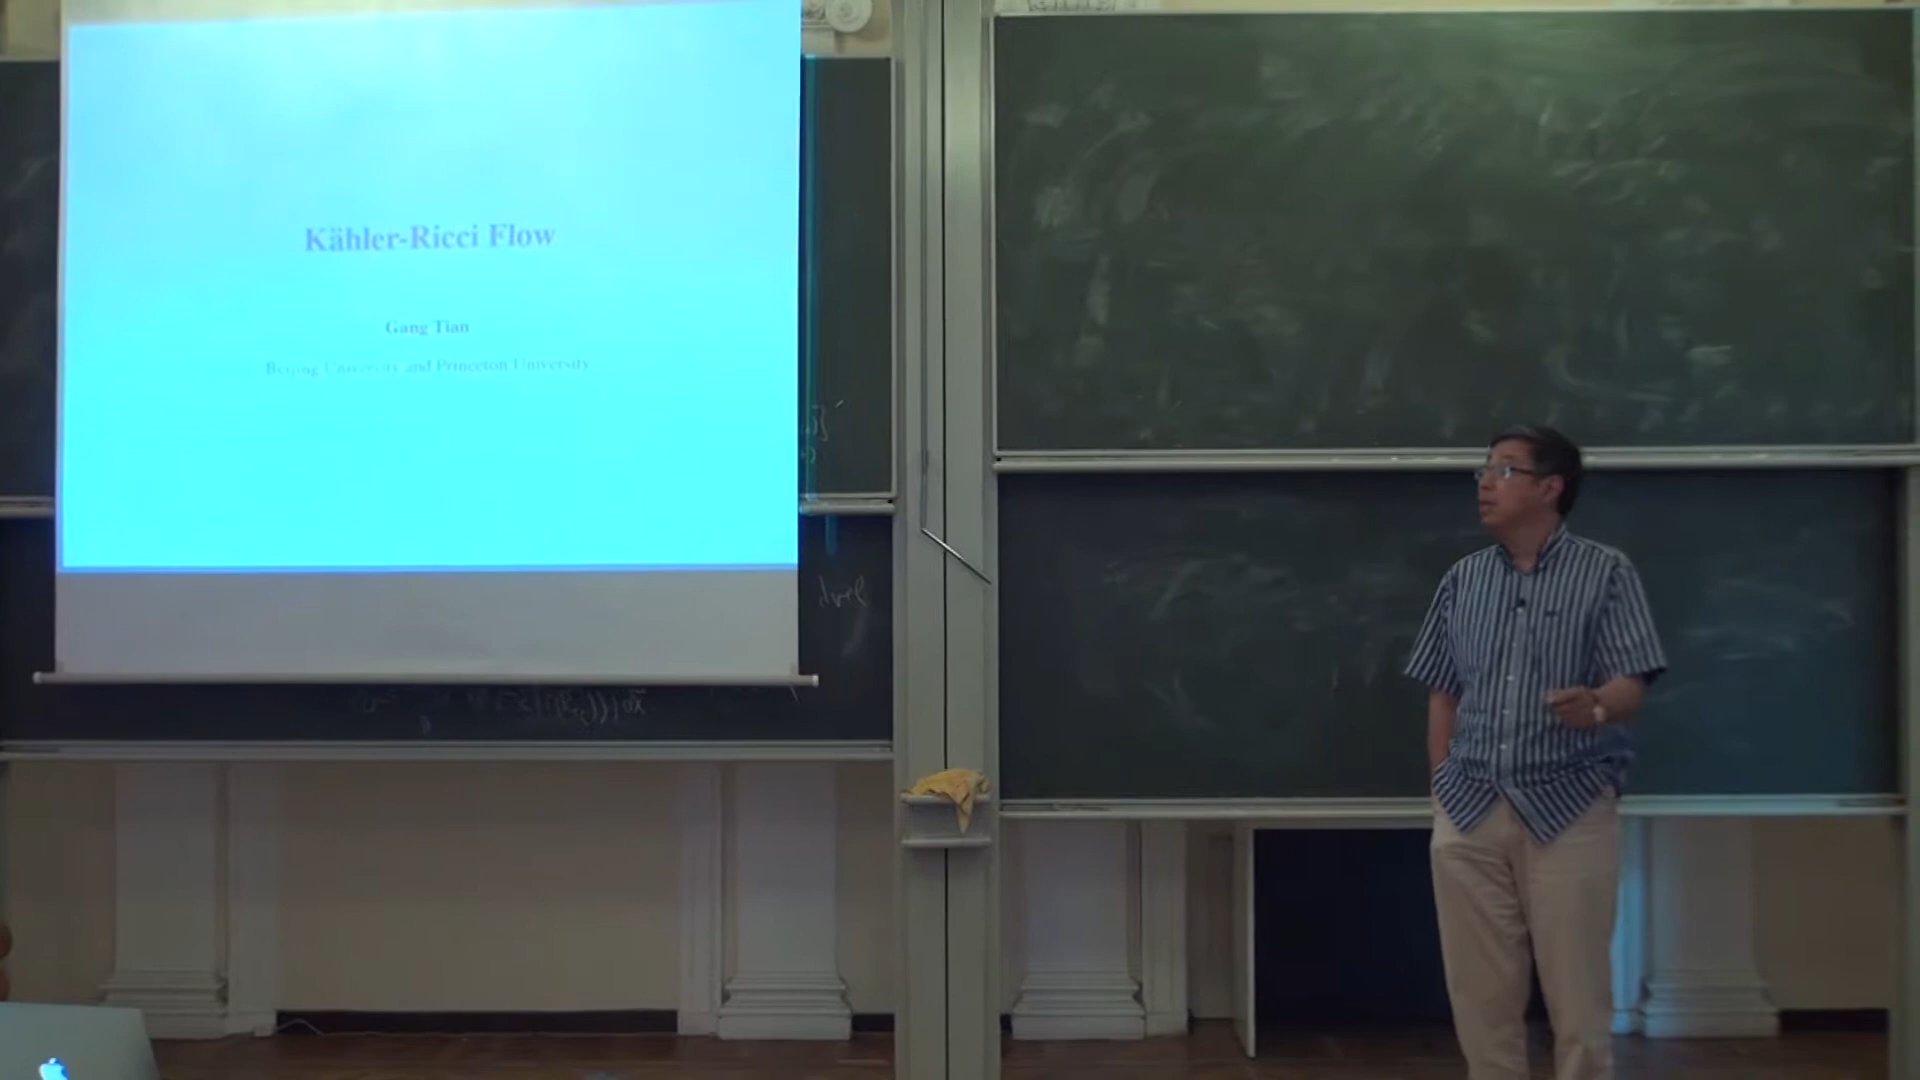 Kähler-Ricci Flow
Gang Tian
Beijing University and Princeton University